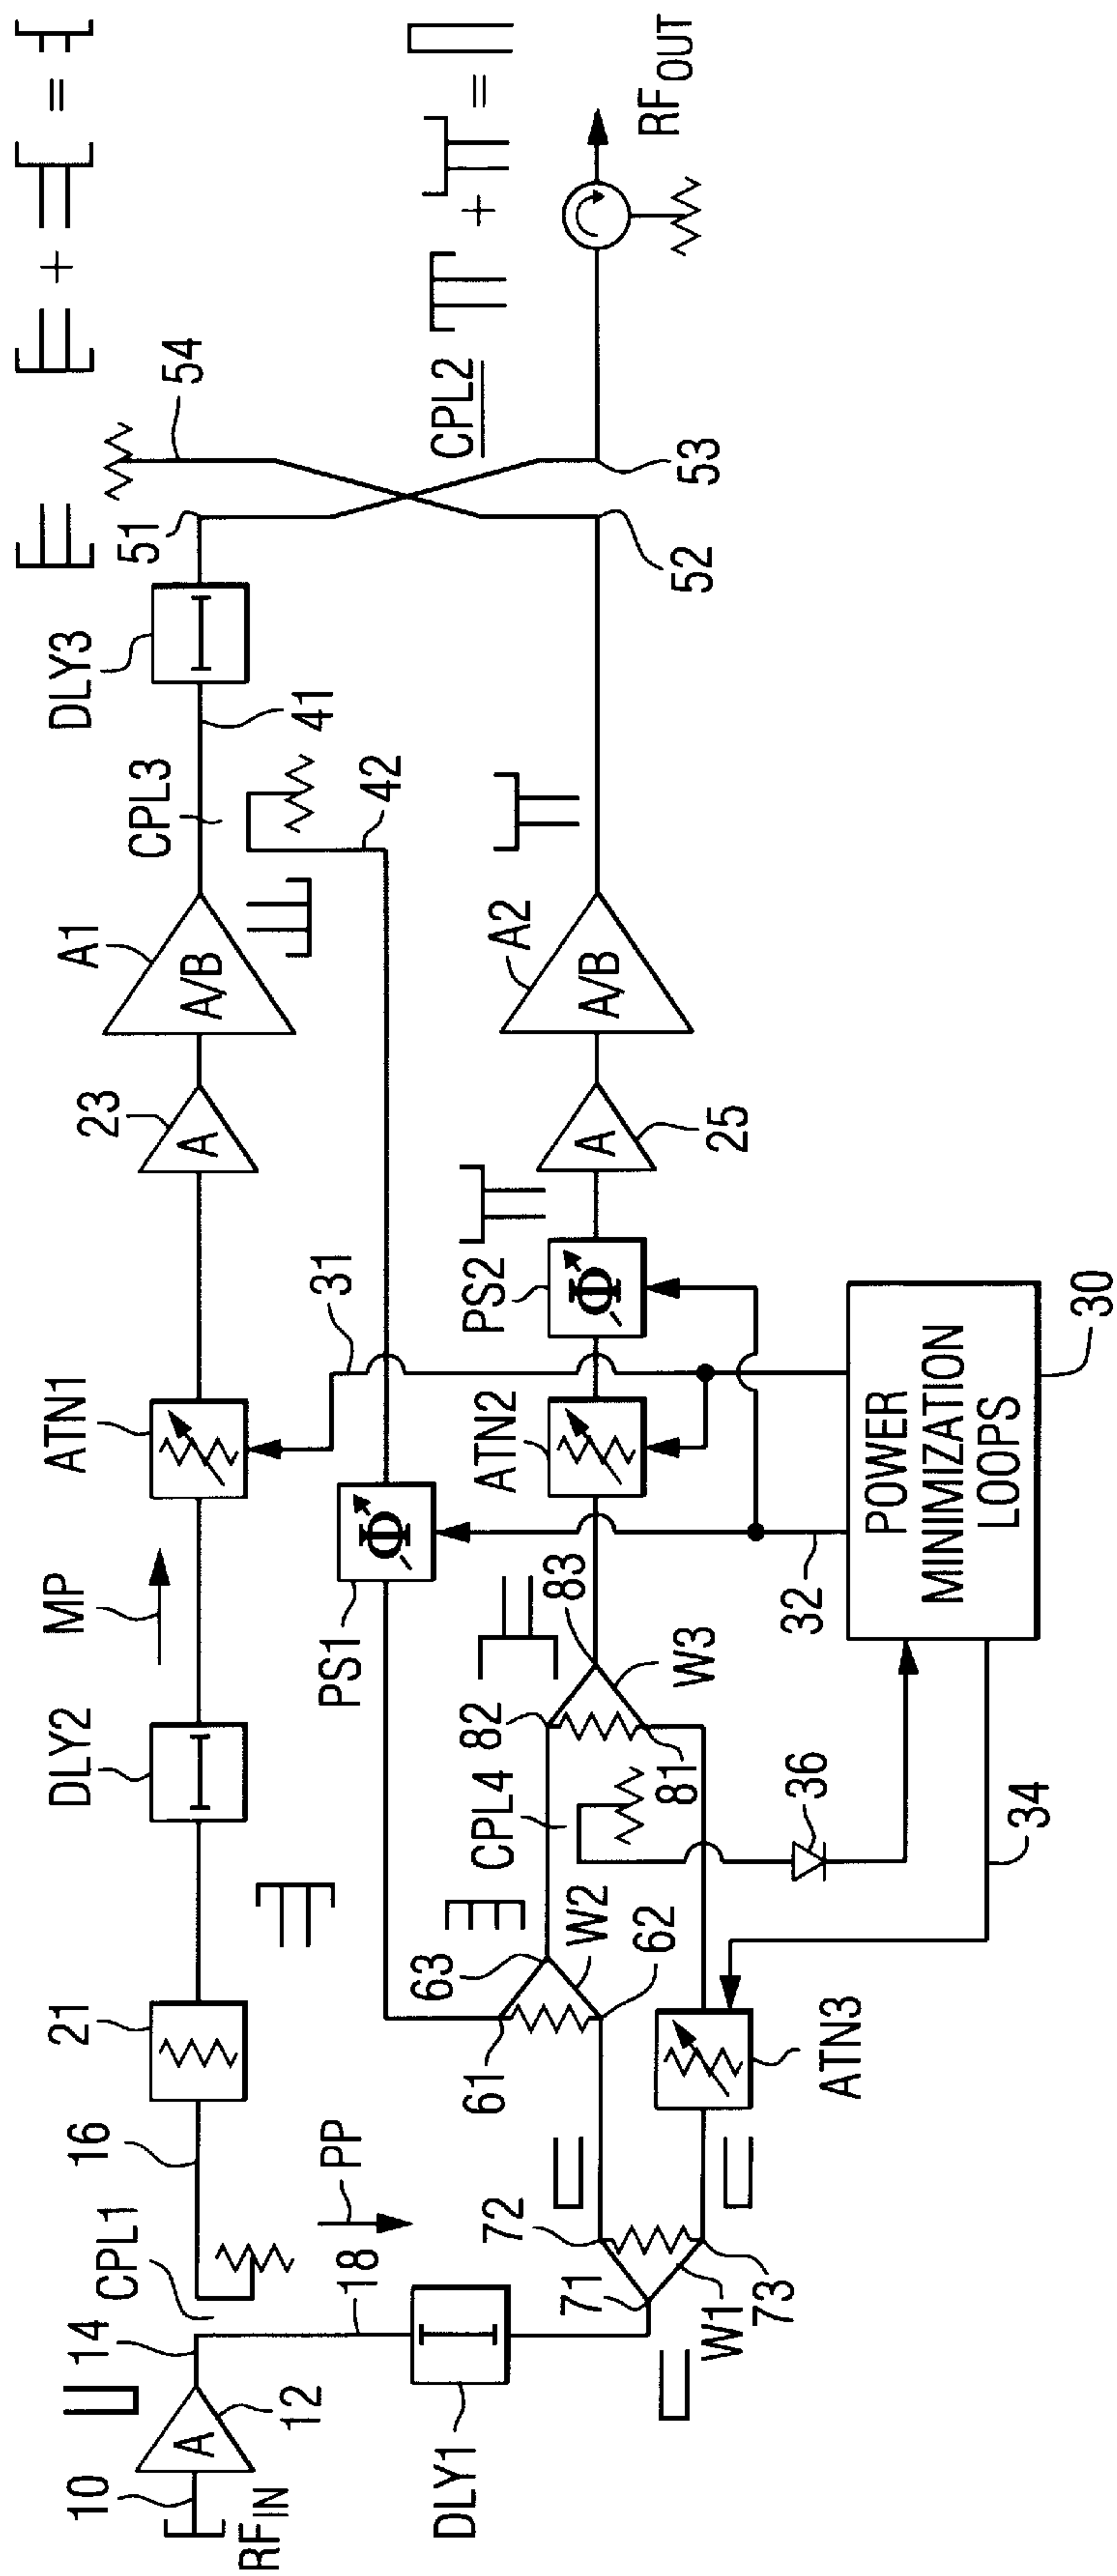 10
RF_IN
A
12
14
CPL1
16
18
PP
DLY1
21
DLY2
MP
ATN1
31
23
A
A1
A/B
CPL3
41
42
DLY3
51
54
CPL2
52
53
RF_OUT
+
=
+
=
71
72
W1
73
61
62
63
W2
ATN3
CPL4
36
34
82
81
83
W3
PS1
Φ
32
ATN2
PS2
Φ
25
A
A2
A/B
POWER
MINIMIZATION
LOOPS
30